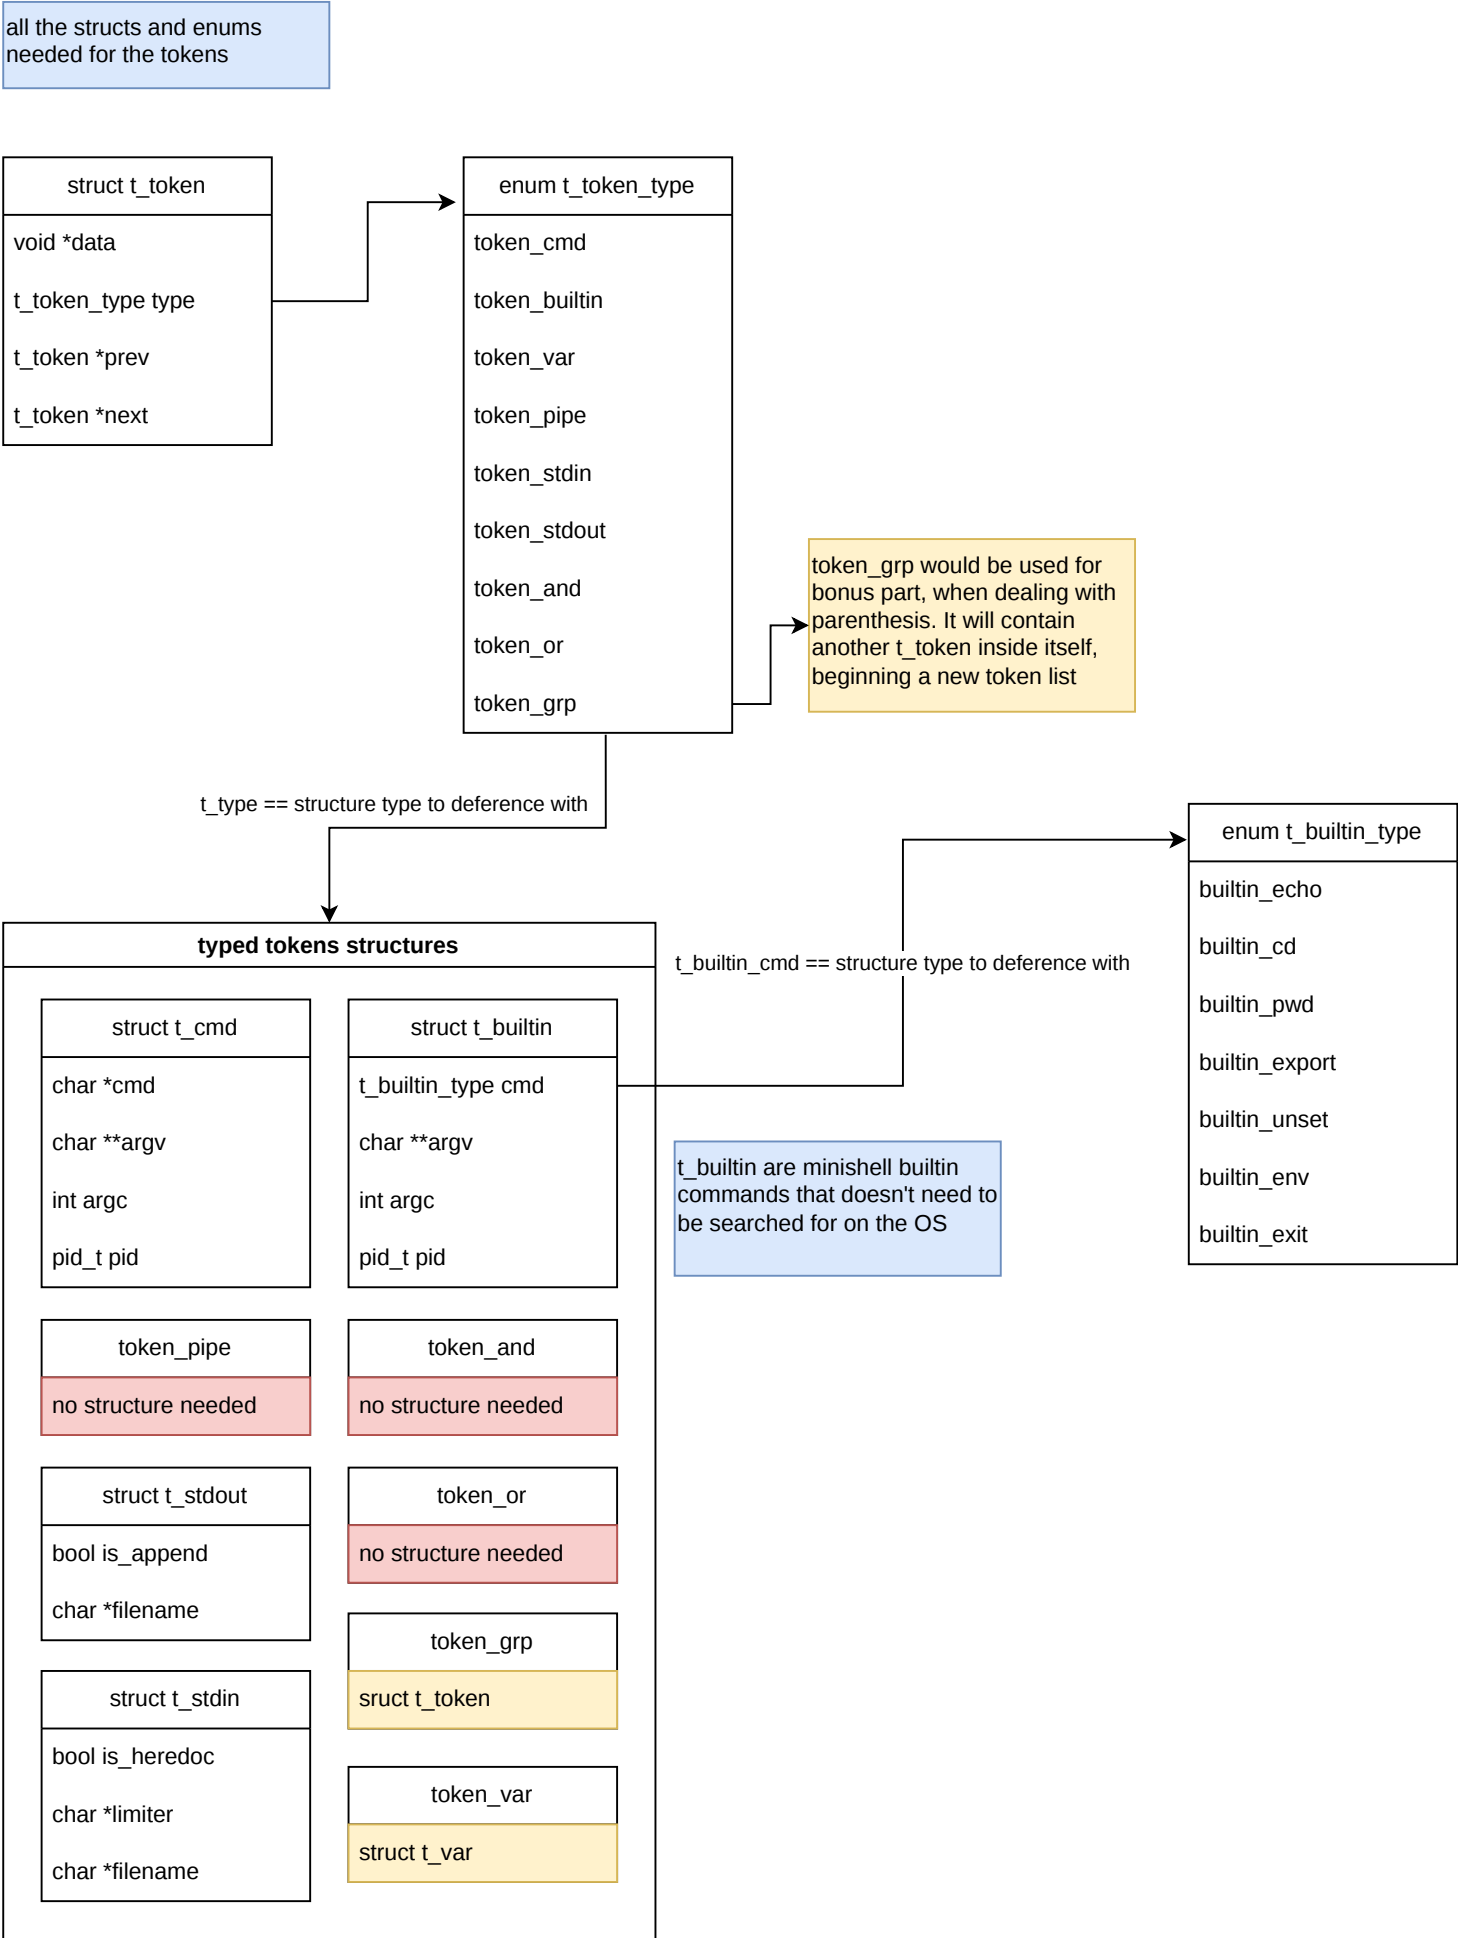 all the structs and enums
needed for the tokens
struct t_token
void *data
t_token_type type
t_token *prev
t_token *next
enum t_token_type
token_cmd
token_builtin
token_var
token_pipe
token_stdin
token_stdout
token_and
token_or
token_grp
token_grp would be used for
bonus part, when dealing with
parenthesis. It will contain
another t_token inside itself,
beginning a new token list
t_type == structure type to deference with
typed tokens structures
struct t_cmd
char *cmd
char **argv
int argc
pid_t pid
struct t_builtin
t_builtin_type cmd
char **argv
int argc
pid_t pid
t_builtin_cmd == structure type to deference with
enum t_builtin_type
builtin_echo
builtin_cd
builtin_pwd
builtin_export
builtin_unset
builtin_env
builtin_exit
t_builtin are minishell builtin
commands that doesn't need to
be searched for on the OS
token_pipe
no structure needed
token_and
no structure needed
struct t_stdout
bool is_append
char *filename
token_or
no structure needed
token_grp
sruct t_token
struct t_stdin
bool is_heredoc
char *limiter
char *filename
token_var
struct t_var